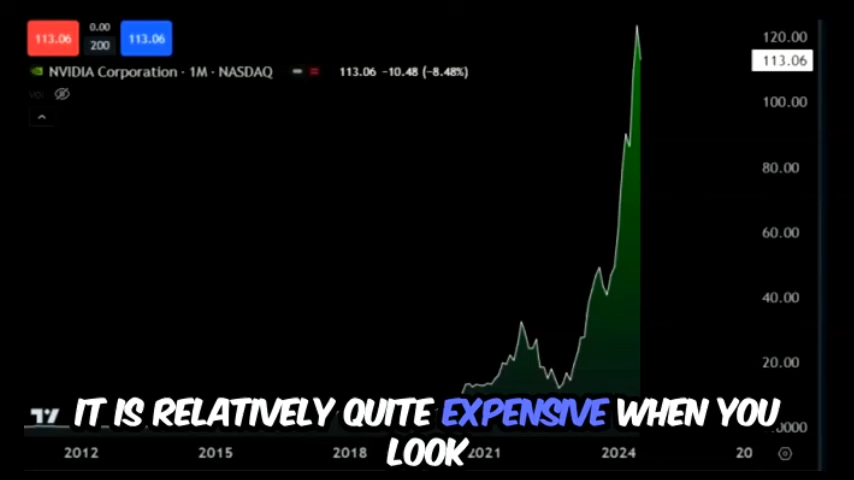 113.06 0.00 200 113.06
NVIDIA Corporation · 1M · NASDAQ 113.06 −10.48 (−8.48%)
120.00
113.06
100.00
80.00
60.00
40.00
20.00
IT IS RELATIVELY QUITE EXPENSIVE WHEN YOU
LOOK
2012 2015 2018 2021 2024 20